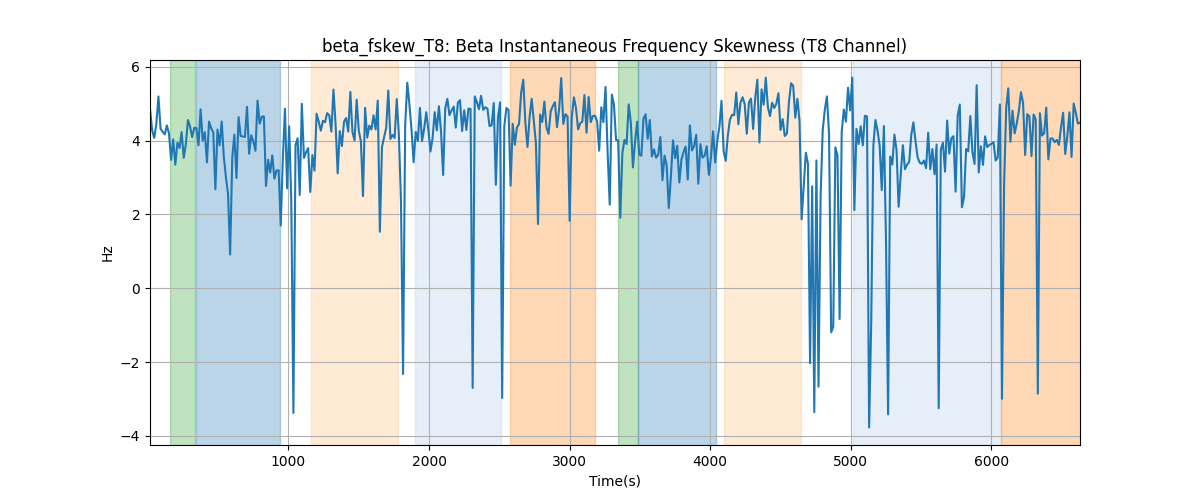 beta_fskew_T8: Beta Instantaneous Frequency Skewness (T8 Channel)
6
4
2
0
−2
−4
Hz
1000 2000 3000 4000 5000 6000
Time(s)